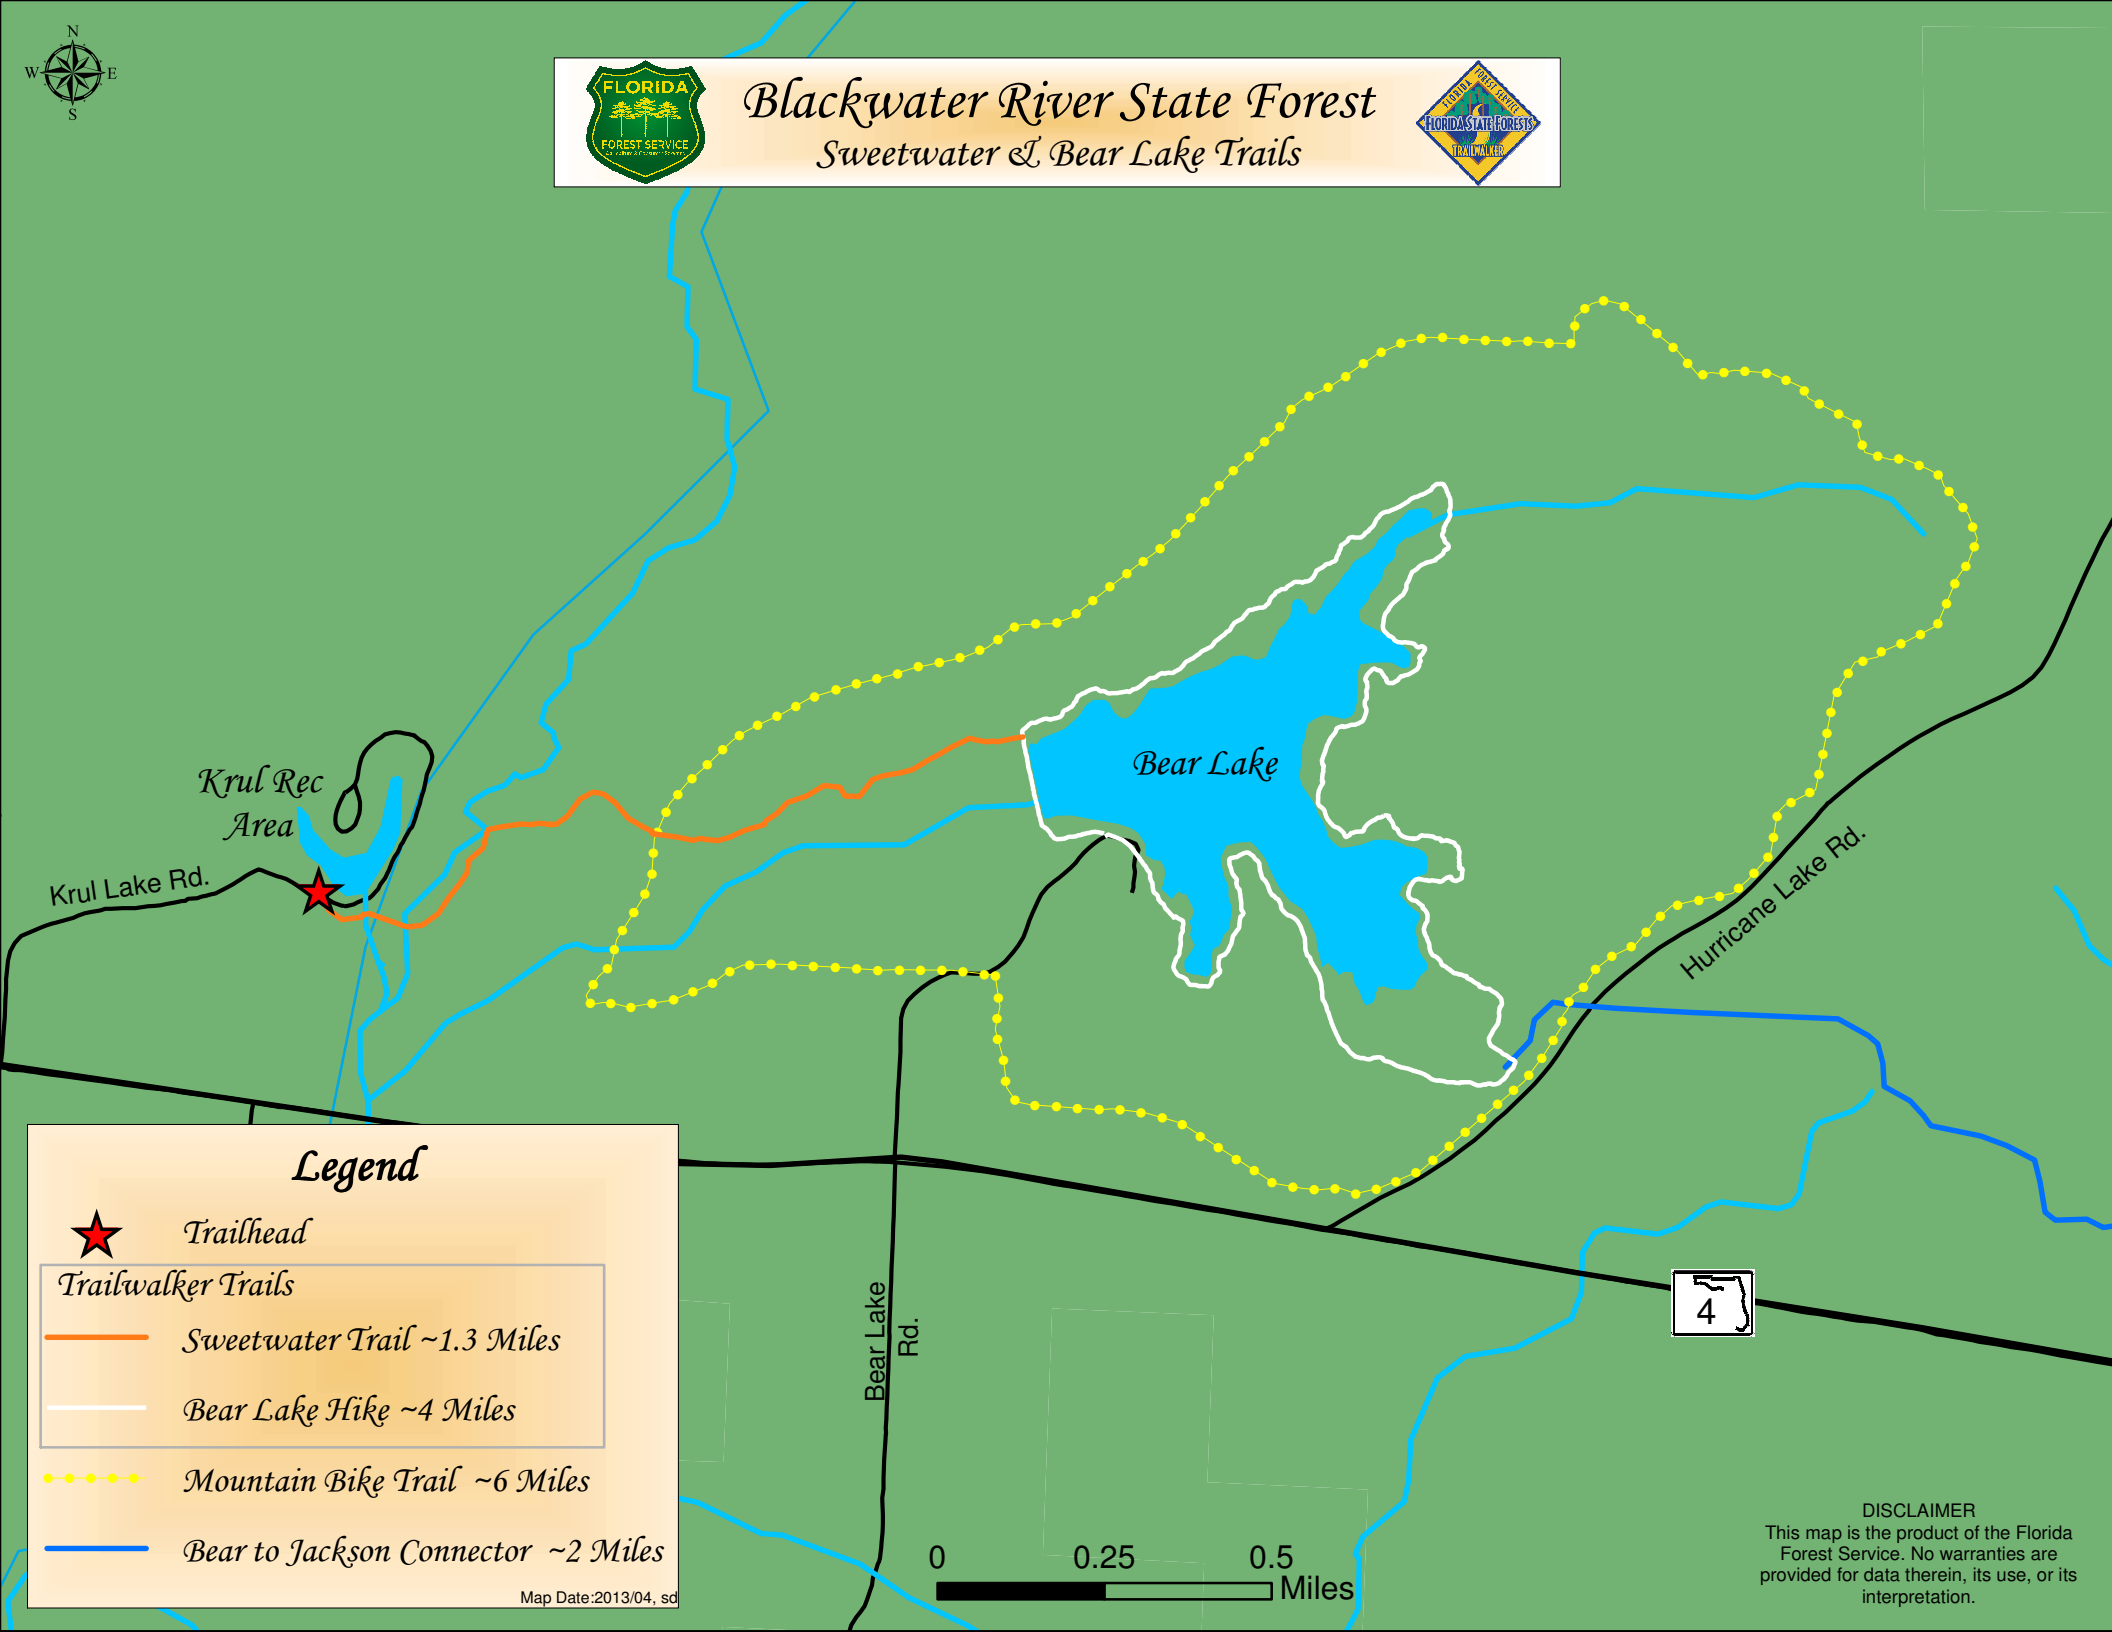 N
W E
S
FLORIDA
FOREST SERVICE
Blackwater River State Forest
Sweetwater & Bear Lake Trails
FLORIDA FOREST SERVICE
FLORIDA STATE FORESTS
TRAILWALKER
Bear Lake
Krul Rec
Area
Krul Lake Rd.
Hurricane Lake Rd.
Bear Lake
Rd.
4
Legend
Trailhead
Trailwalker Trails
Sweetwater Trail ~1.3 Miles
Bear Lake Hike ~4 Miles
Mountain Bike Trail ~6 Miles
Bear to Jackson Connector ~2 Miles
Map Date:2013/04, sd
0 0.25 0.5
Miles
DISCLAIMER
This map is the product of the Florida
Forest Service. No warranties are
provided for data therein, its use, or its
interpretation.